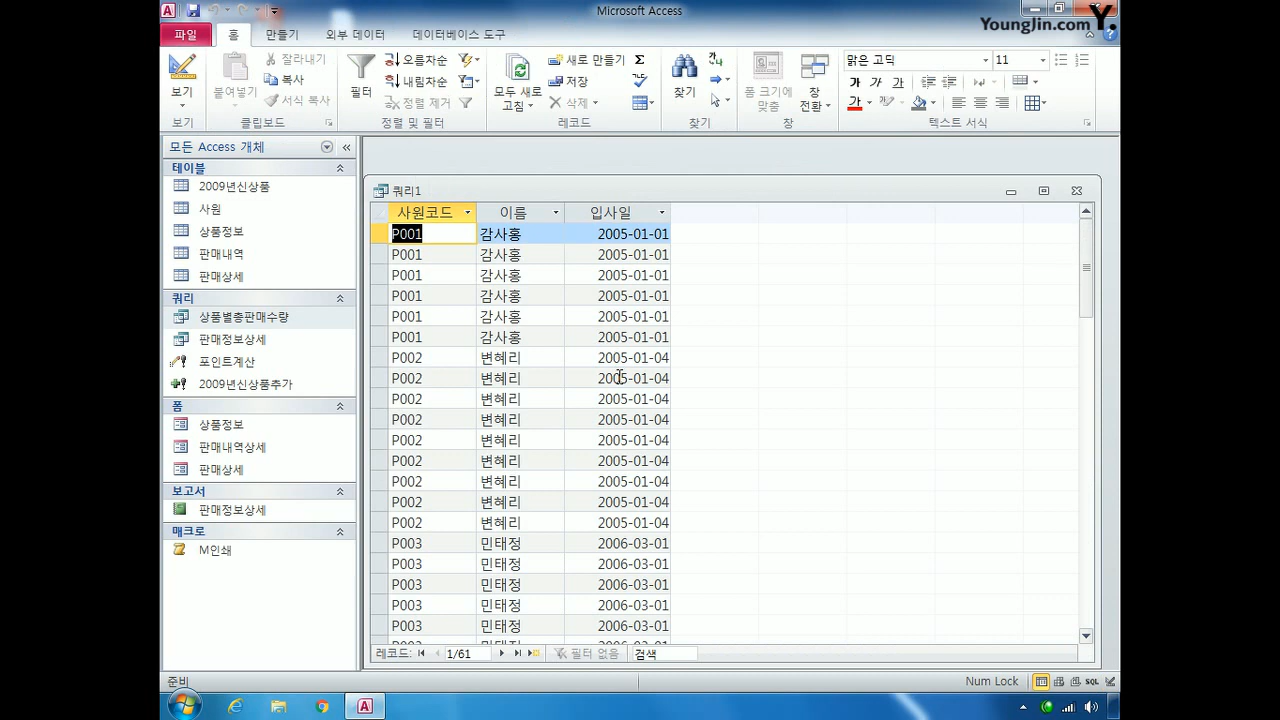 Microsoft Access
YoungJin.com Y.
파일 홈 만들기 외부 데이터 데이터베이스 도구
보기 붙여넣기 잘라내기 복사 서식 복사
필터 오름차순 내림차순 정렬 제거
모두 새로 고침 새로 만들기 저장 삭제
찾기 폼 크기에 맞춤 창 전환
맑은 고딕 11
가 가 가
가
보기 클립보드 정렬 및 필터 레코드 찾기 창 텍스트 서식
모든 Access 개체
테이블
2009년신상품
사원
상품정보
판매내역
판매상세
쿼리
상품별총판매수량
판매정보상세
포인트계산
2009년신상품추가
폼
상품정보
판매내역상세
판매상세
보고서
판매정보상세
매크로
M인쇄
쿼리1
사원코드 이름 입사일
P001 감사홍 2005-01-01
P001 감사홍 2005-01-01
P001 감사홍 2005-01-01
P001 감사홍 2005-01-01
P001 감사홍 2005-01-01
P001 감사홍 2005-01-01
P002 변혜리 2005-01-04
P002 변혜리 2005-01-04
P002 변혜리 2005-01-04
P002 변혜리 2005-01-04
P002 변혜리 2005-01-04
P002 변혜리 2005-01-04
P002 변혜리 2005-01-04
P002 변혜리 2005-01-04
P002 변혜리 2005-01-04
P003 민태정 2006-03-01
P003 민태정 2006-03-01
P003 민태정 2006-03-01
P003 민태정 2006-03-01
P003 민태정 2006-03-01
레코드: 1/61 필터 없음 검색
준비 Num Lock SQL